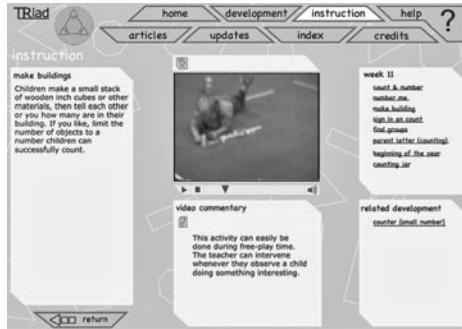 TRiad
home
development
instruction
help
?
articles
updates
index
credits
instruction
make buildings
Children make a small stack
of wooden inch cubes or other
materials, then tell each other
or you how many are in their
building. If you like, limit the
number of objects to a
number children can
successfully count.
return
video commentary
This activity can easily be
done during free-play time.
The teacher can intervene
whenever they observe a child
doing something interesting.
week 11
count & number
number me
make building
sign in an count
find groups
parent letter (counting)
beginning of the year
counting jar
related development
counter (small number)